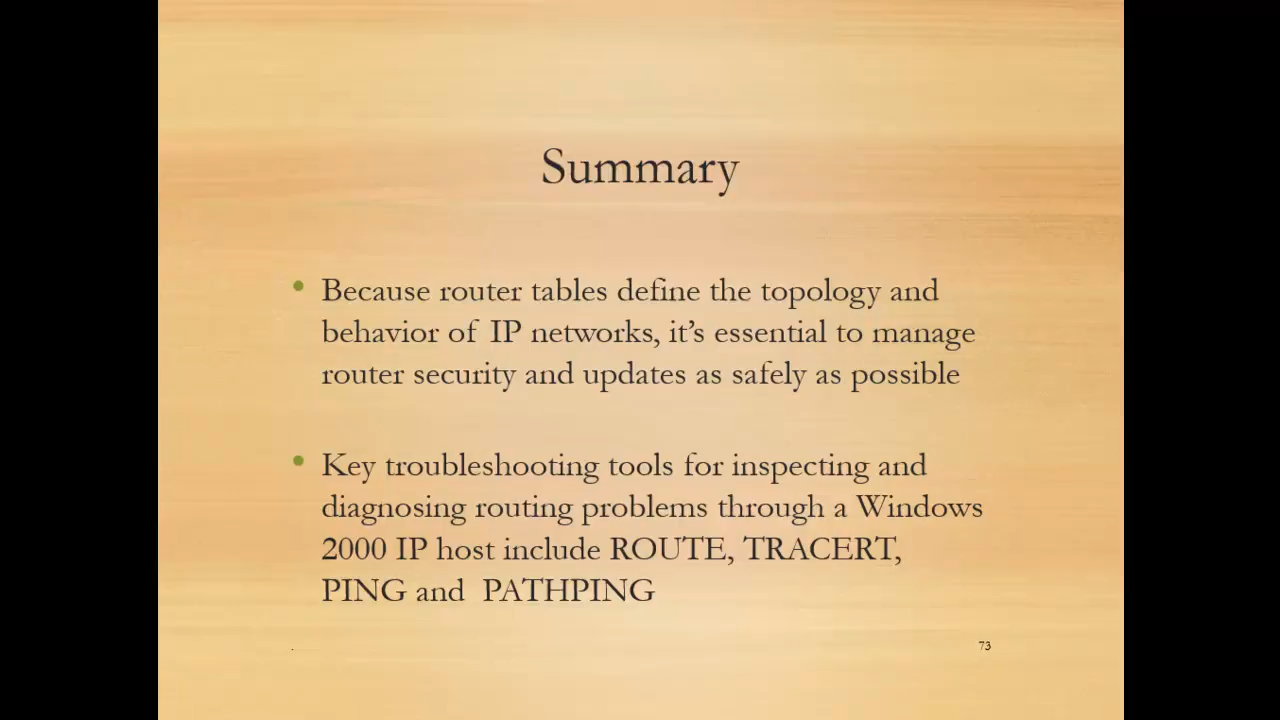 Summary
• Because router tables define the topology and
behavior of IP networks, it’s essential to manage
router security and updates as safely as possible
• Key troubleshooting tools for inspecting and
diagnosing routing problems through a Windows
2000 IP host include ROUTE, TRACERT,
PING and  PATHPING
. 73